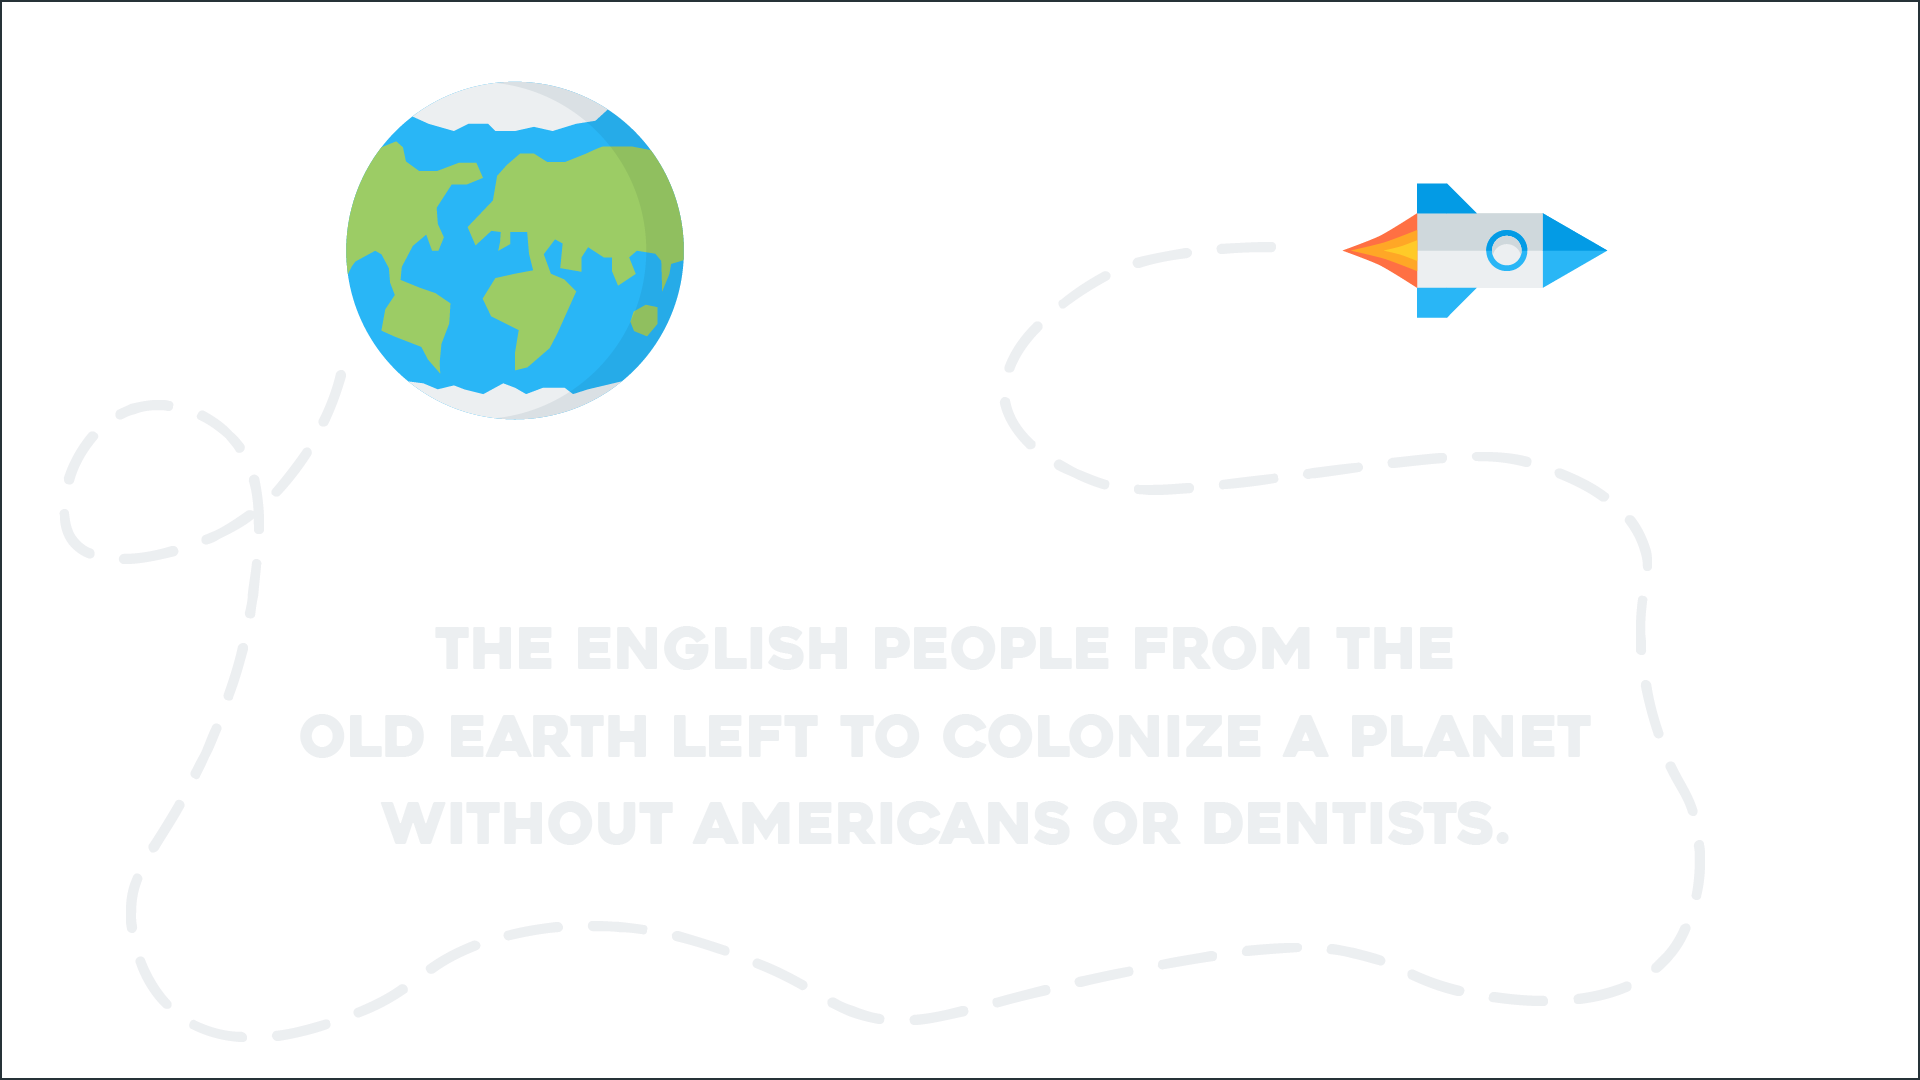 THE ENGLISH PEOPLE FROM THE
OLD EARTH LEFT TO COLONIZE A PLANET
WITHOUT AMERICANS OR DENTISTS.